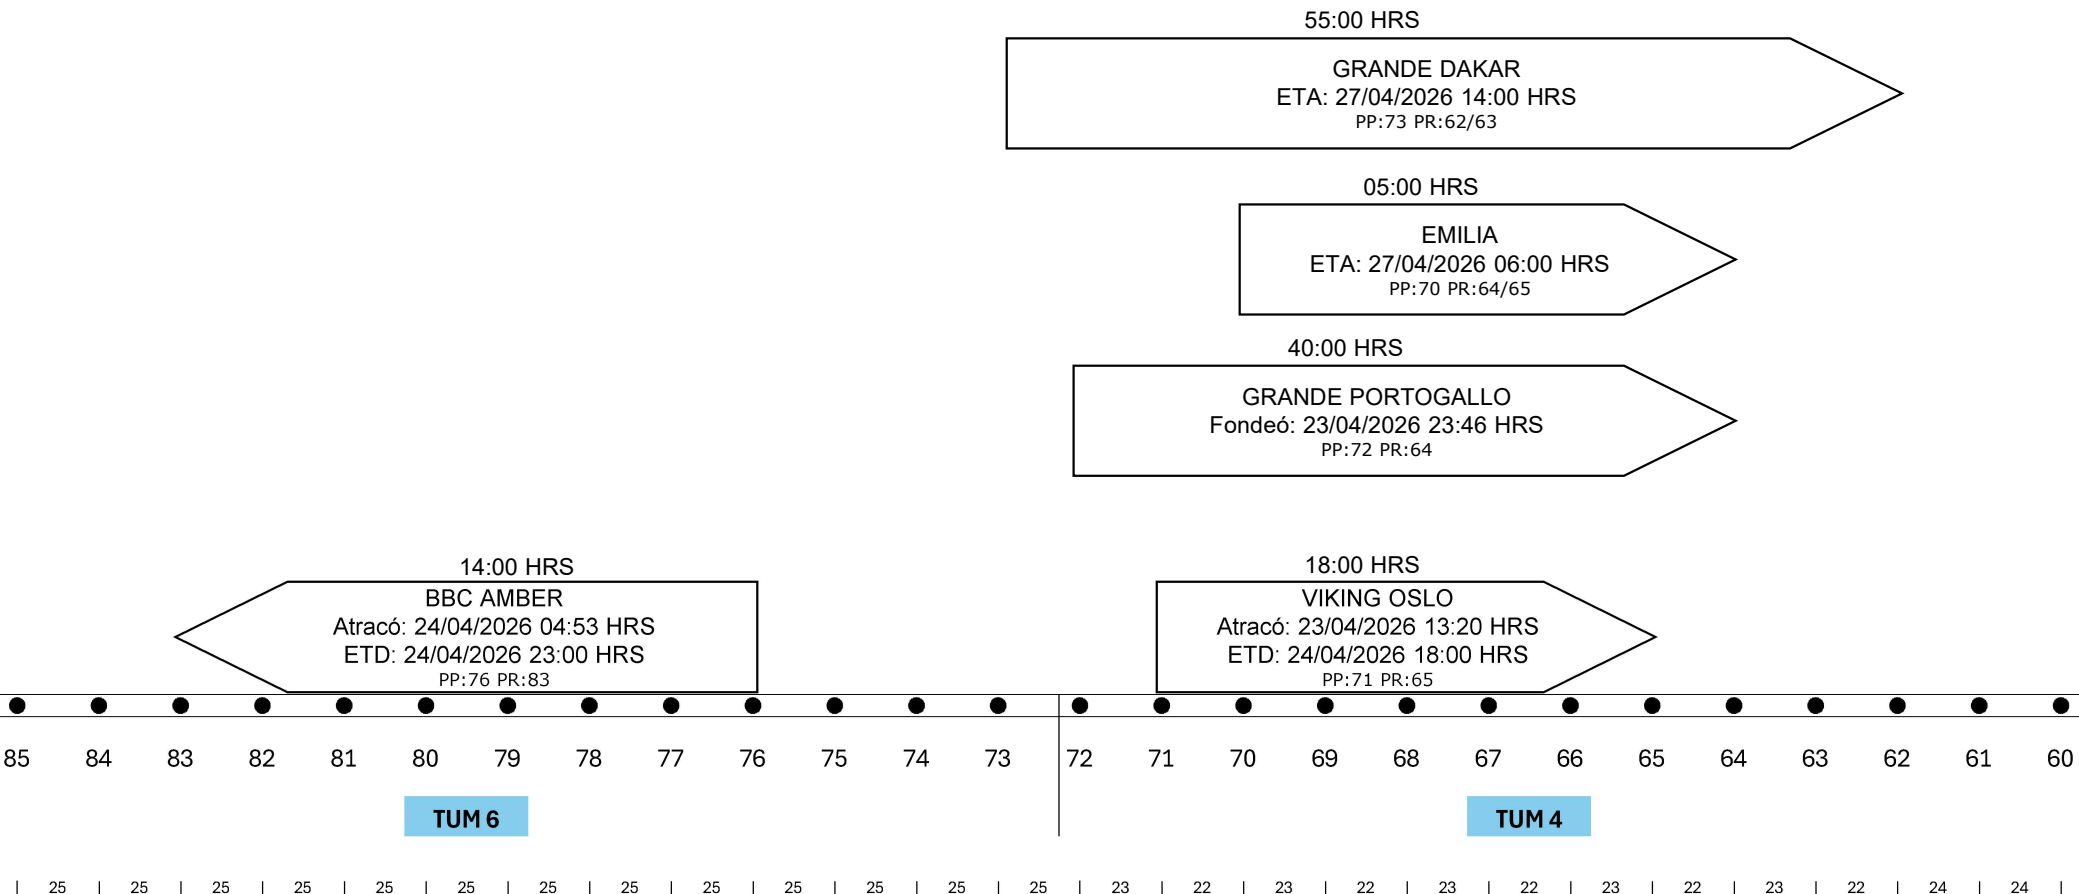 55:00 HRS
GRANDE DAKAR
ETA: 27/04/2026 14:00 HRS
PP:73 PR:62/63
05:00 HRS
EMILIA
ETA: 27/04/2026 06:00 HRS
PP:70 PR:64/65
40:00 HRS
GRANDE PORTOGALLO
Fondeó: 23/04/2026 23:46 HRS
PP:72 PR:64
14:00 HRS
BBC AMBER
Atracó: 24/04/2026 04:53 HRS
ETD: 24/04/2026 23:00 HRS
PP:76 PR:83
18:00 HRS
VIKING OSLO
Atracó: 23/04/2026 13:20 HRS
ETD: 24/04/2026 18:00 HRS
PP:71 PR:65
85 84 83 82 81 80 79 78 77 76 75 74 73 72 71 70 69 68 67 66 65 64 63 62 61 60
TUM 6 TUM 4
| 25 | 25 | 25 | 25 | 25 | 25 | 25 | 25 | 25 | 25 | 25 | 25 | 25 | 23 | 22 | 23 | 22 | 23 | 22 | 23 | 22 | 23 | 22 | 24 | 24 |